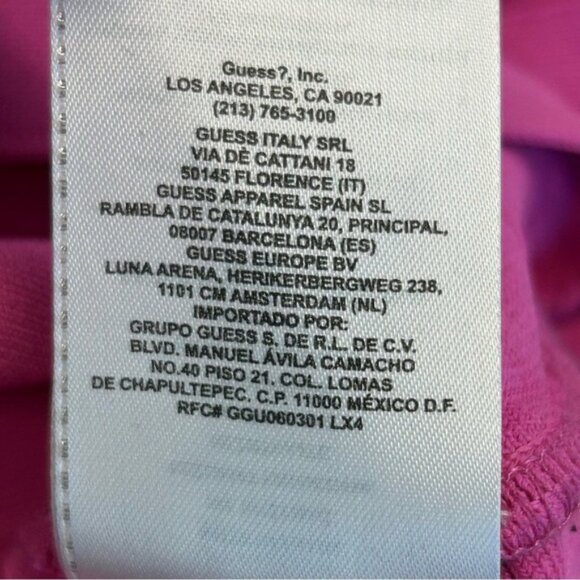 Guess?, Inc.
LOS ANGELES, CA 90021
(213) 765-3100
GUESS ITALY SRL
VIA DE CATTANI 18
50145 FLORENCE (IT)
GUESS APPAREL SPAIN SL
RAMBLA DE CATALUNYA 20, PRINCIPAL,
08007 BARCELONA (ES)
GUESS EUROPE BV
LUNA ARENA, HERIKERBERGWEG 238,
1101 CM AMSTERDAM (NL)
IMPORTADO POR:
GRUPO GUESS S. DE R.L. DE C.V.
BLVD. MANUEL ÁVILA CAMACHO
NO.40 PISO 21. COL. LOMAS
DE CHAPULTEPEC. C.P. 11000 MÉXICO D.F.
RFC# GGU060301 LX4